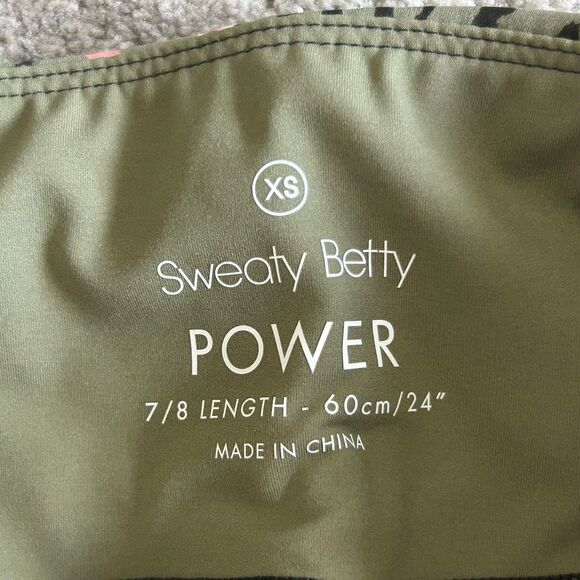 XS
Sweaty Betty
POWER
7/8 LENGTH - 60cm/24"
MADE IN CHINA